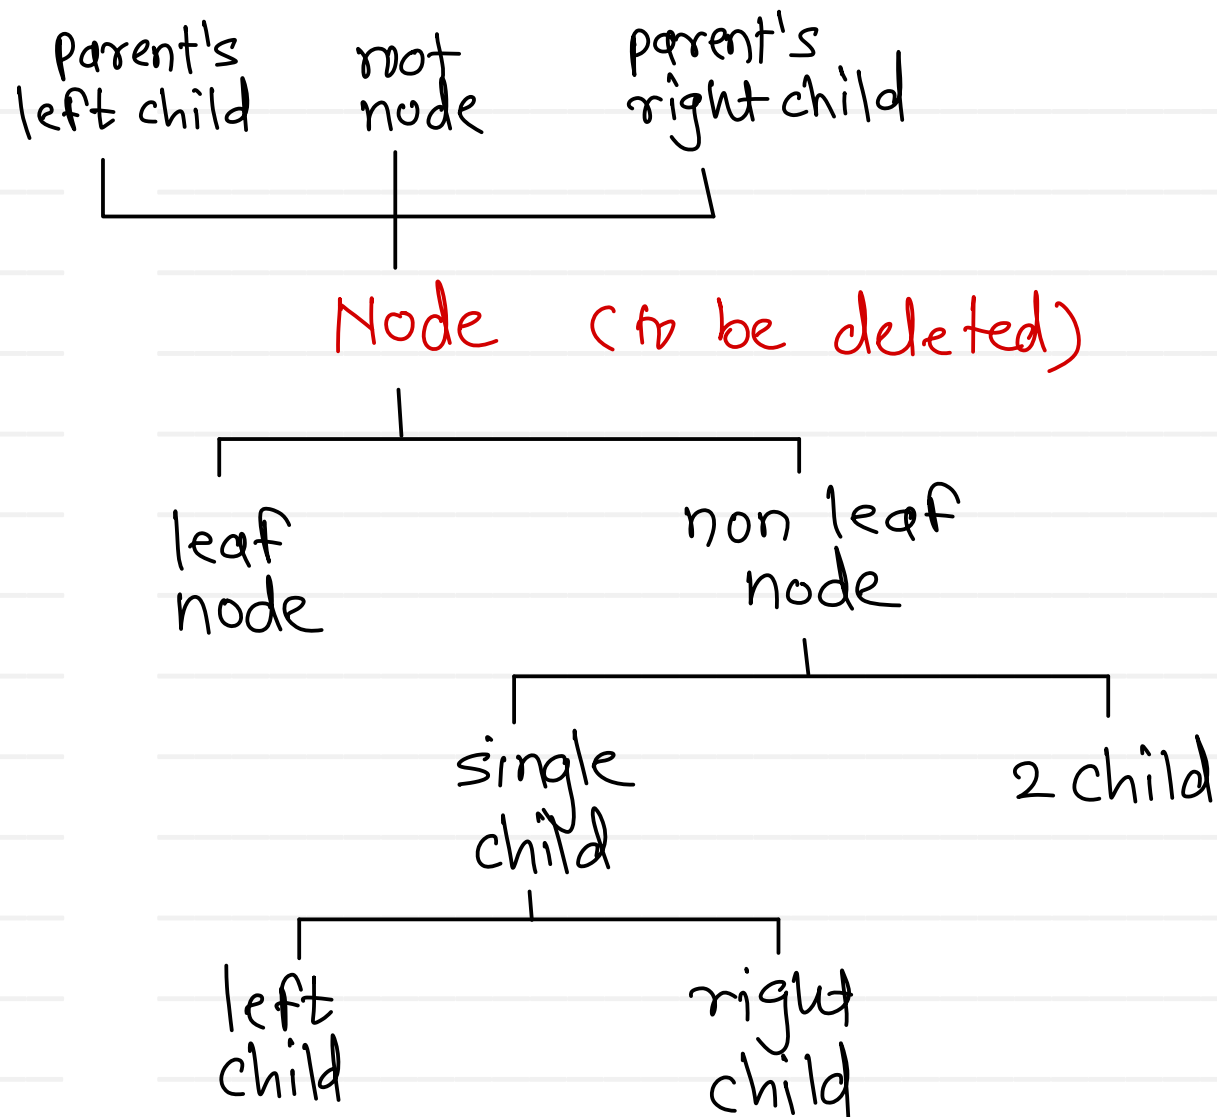 parent's
left child
root
node
parent's
right child
Node (to be deleted)
leaf
node
non leaf
node
single
child
2 child
left
child
right
child